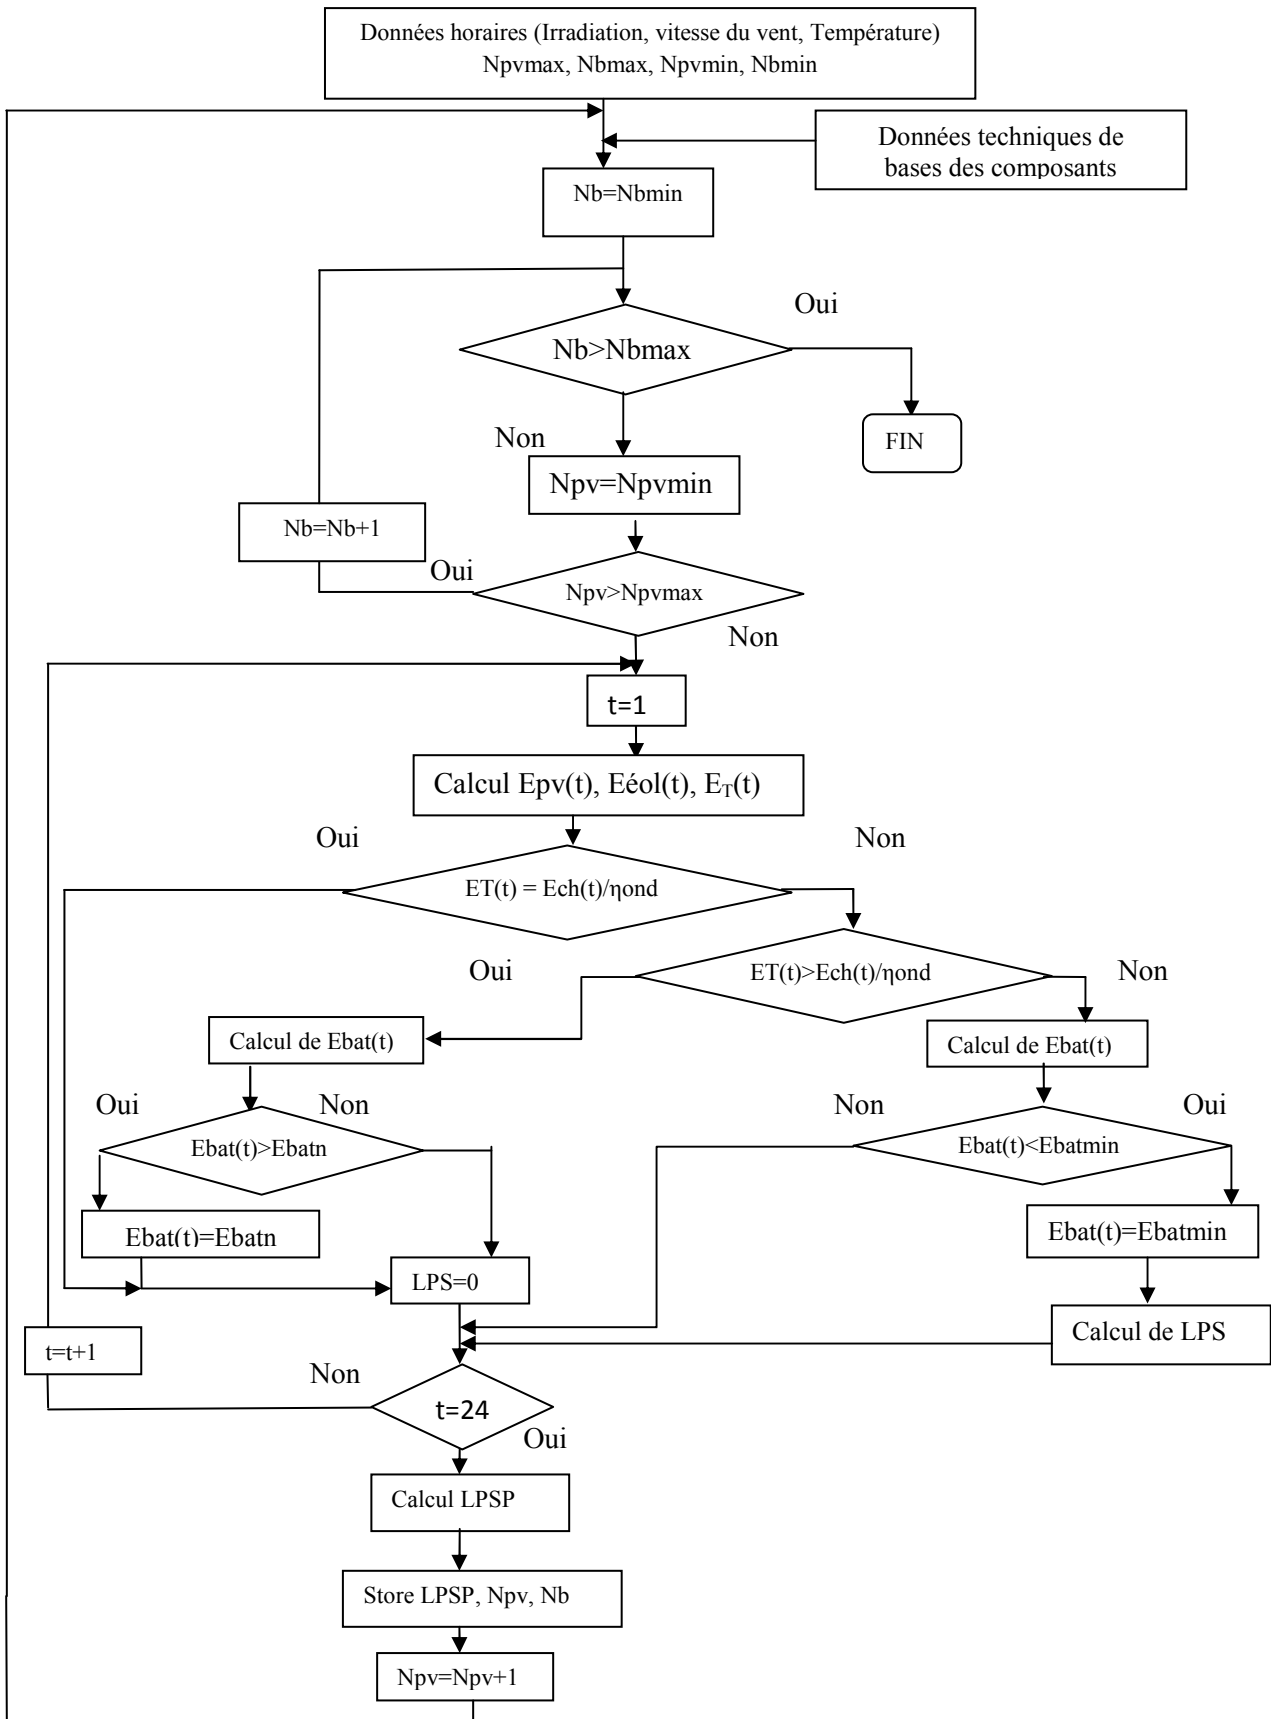 Données horaires (Irradiation, vitesse du vent, Température)
Npvmax, Nbmax, Npvmin, Nbmin
Données techniques de
bases des composants
Nb=Nbmin
Oui
Nb>Nbmax
Non
FIN
Npv=Npvmin
Nb=Nb+1
Oui
Npv>Npvmax
Non
t=1
Calcul Epv(t), Eéol(t), E_T(t)
Oui
Non
ET(t) = Ech(t)/ηond
Oui
ET(t)>Ech(t)/ηond
Non
Calcul de Ebat(t)
Calcul de Ebat(t)
Oui
Non
Non
Oui
Ebat(t)>Ebatn
Ebat(t)<Ebatmin
Ebat(t)=Ebatn
Ebat(t)=Ebatmin
LPS=0
Calcul de LPS
t=t+1
Non
t=24
Oui
Calcul LPSP
Store LPSP, Npv, Nb
Npv=Npv+1